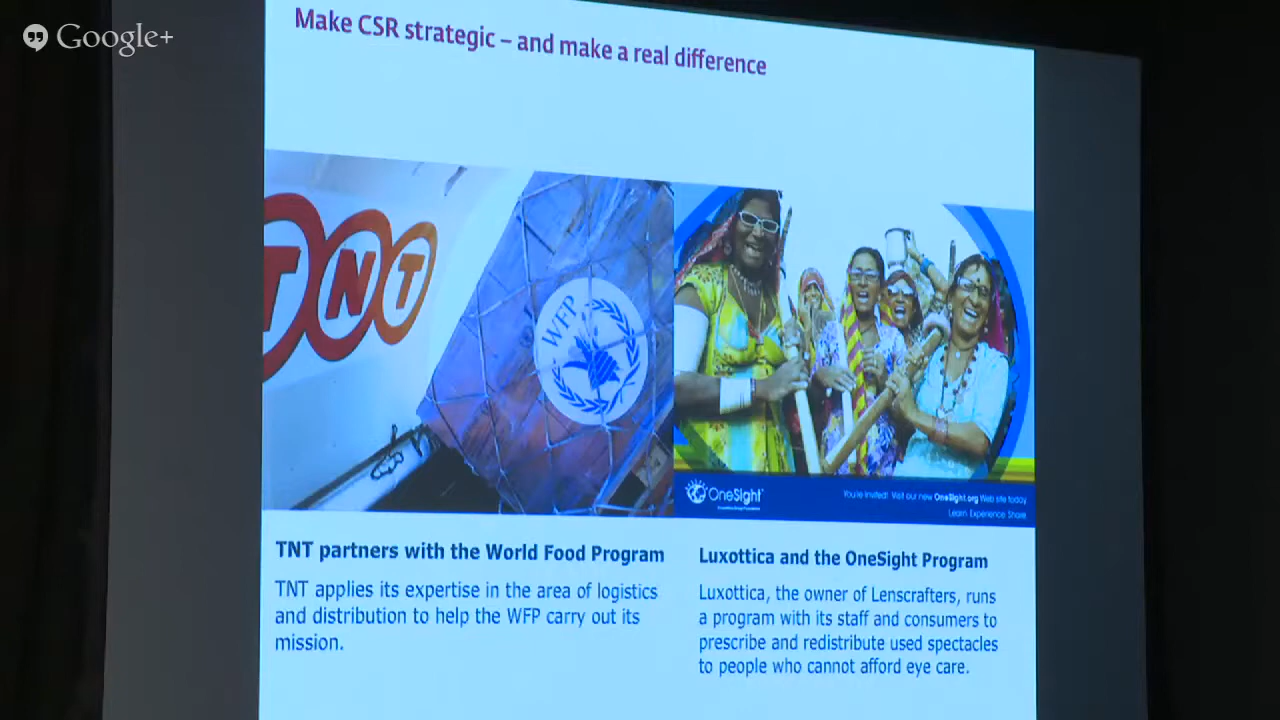 Google+
Make CSR strategic – and make a real difference
TNT
WFP
OneSight
You're invited! Visit our new OneSight.org Web site today
Learn Experience Share
TNT partners with the World Food Program
TNT applies its expertise in the area of logistics
and distribution to help the WFP carry out its
mission.
Luxottica and the OneSight Program
Luxottica, the owner of Lenscrafters, runs
a program with its staff and consumers to
prescribe and redistribute used spectacles
to people who cannot afford eye care.